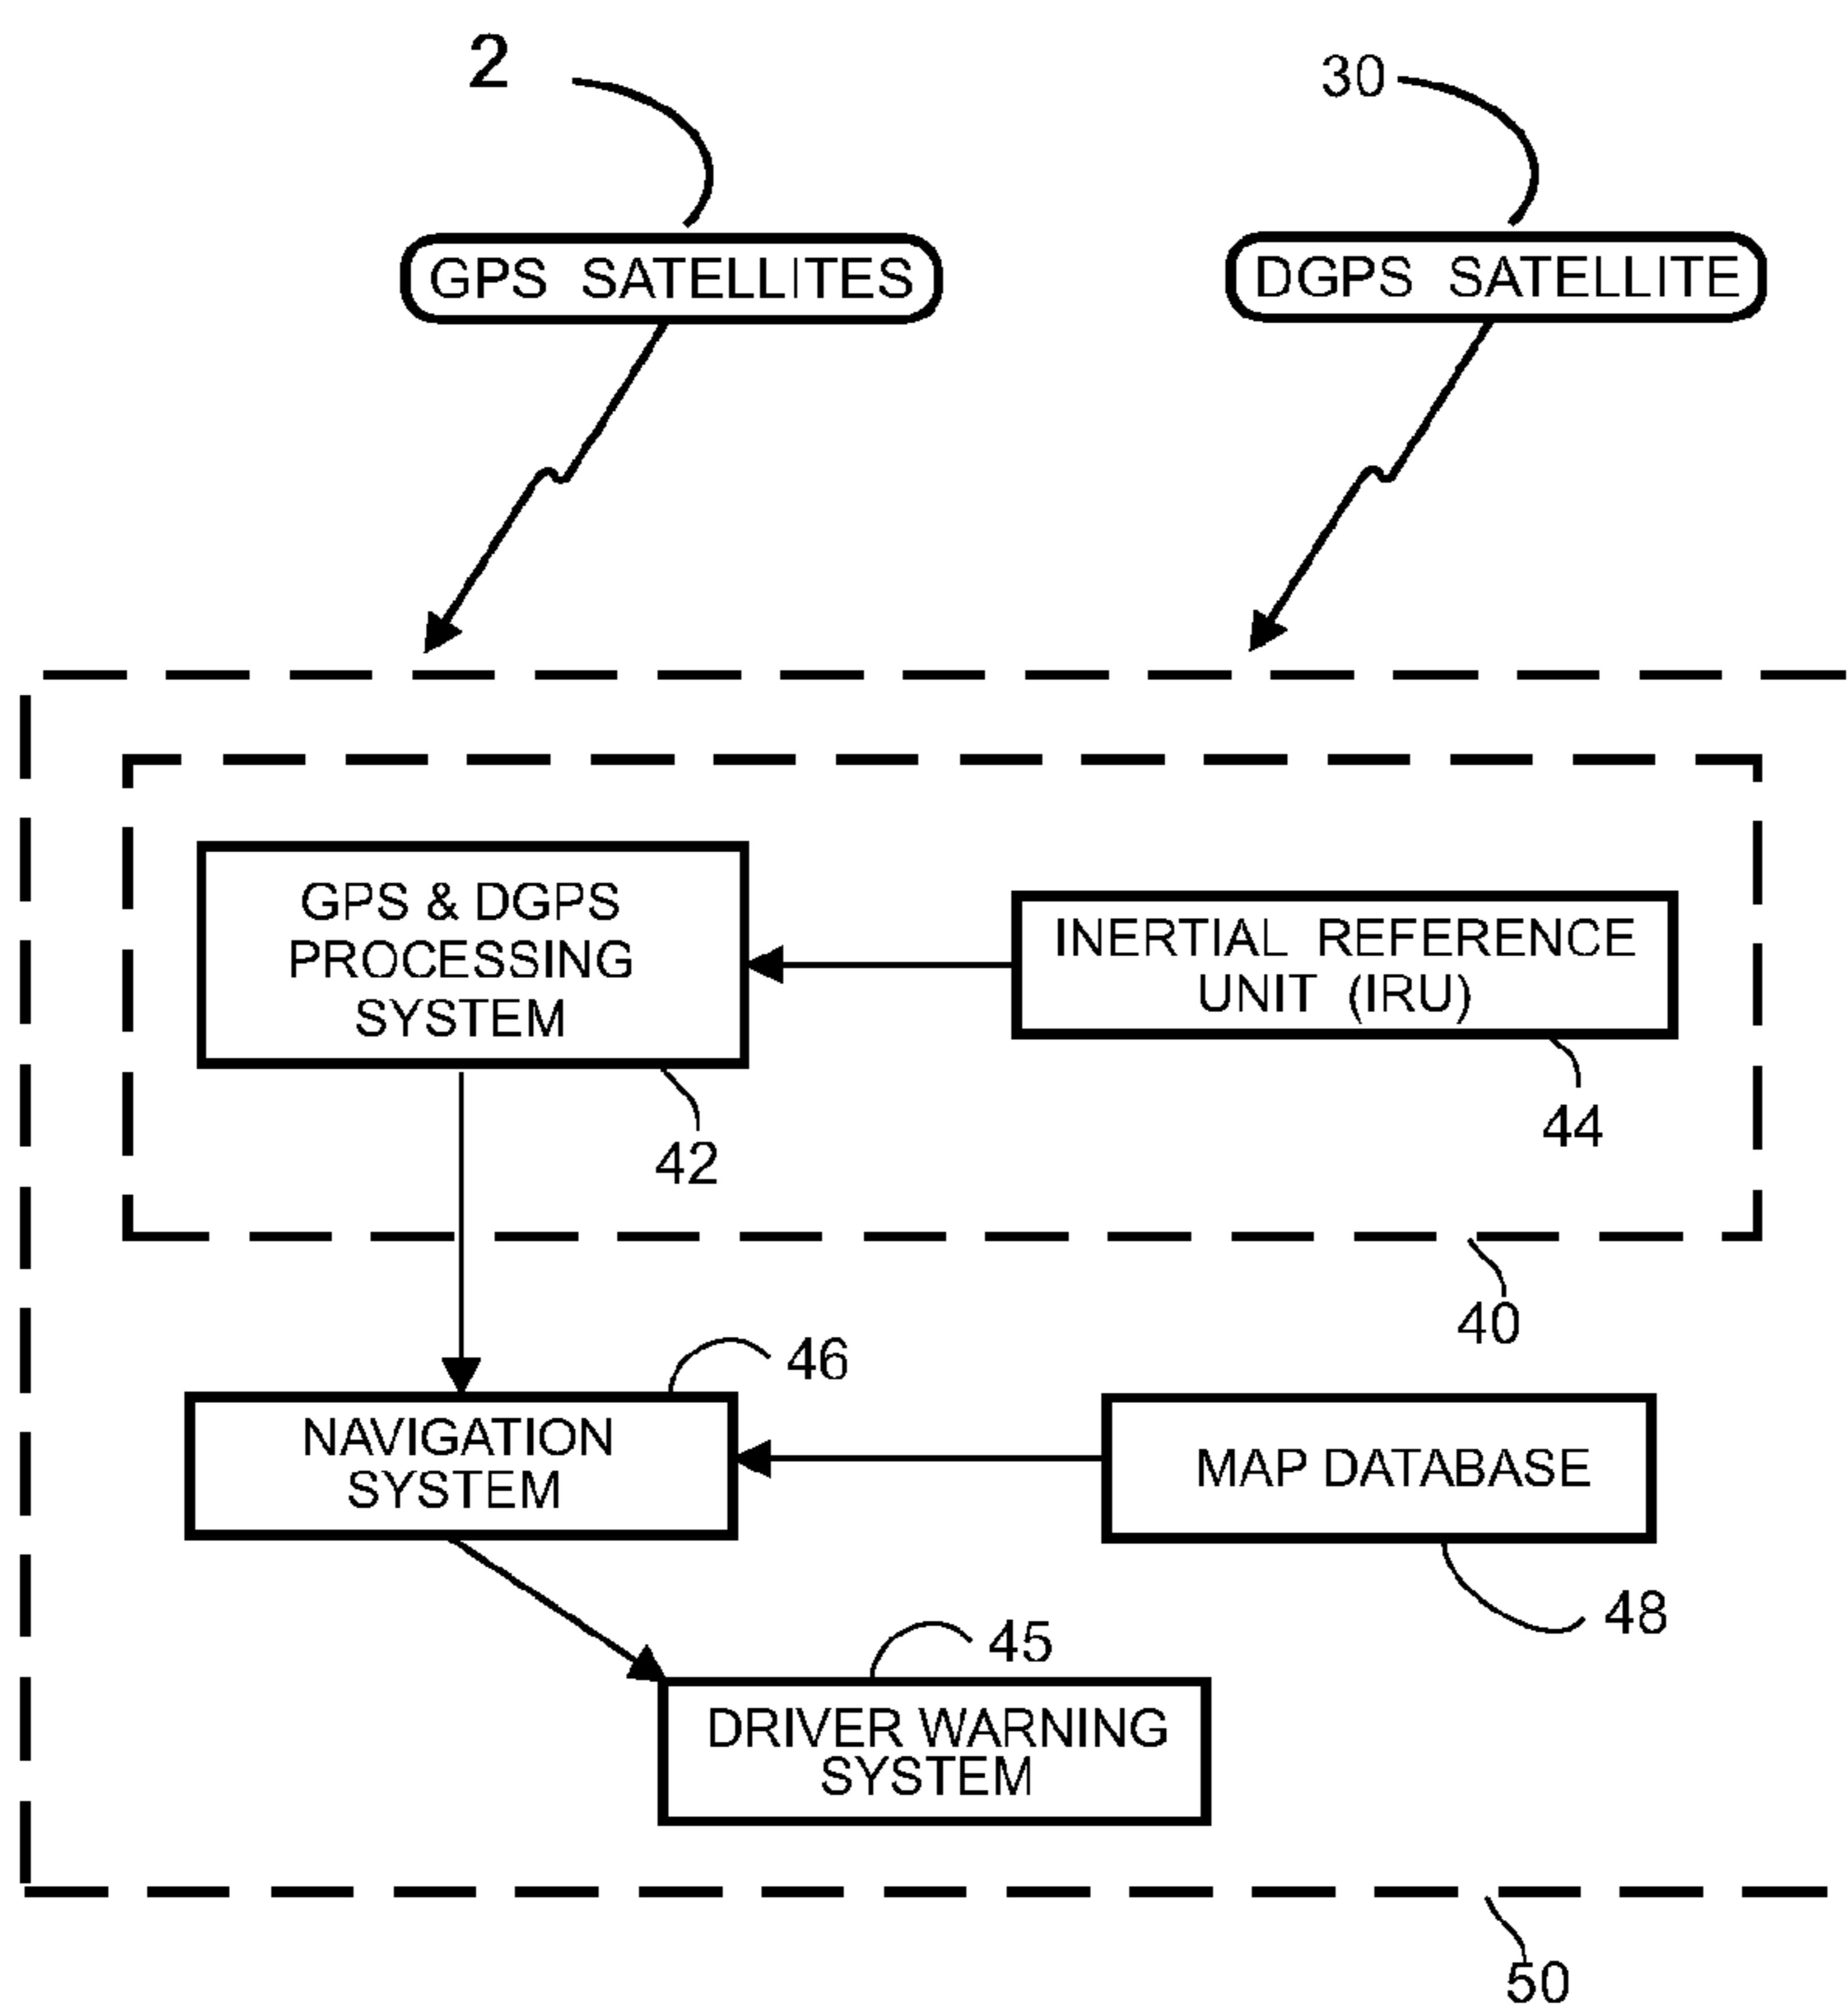 2
30
GPS SATELLITES
DGPS SATELLITE
GPS & DGPS
PROCESSING
SYSTEM
INERTIAL REFERENCE
UNIT (IRU)
42
44
40
46
NAVIGATION
SYSTEM
MAP DATABASE
48
45
DRIVER WARNING
SYSTEM
50